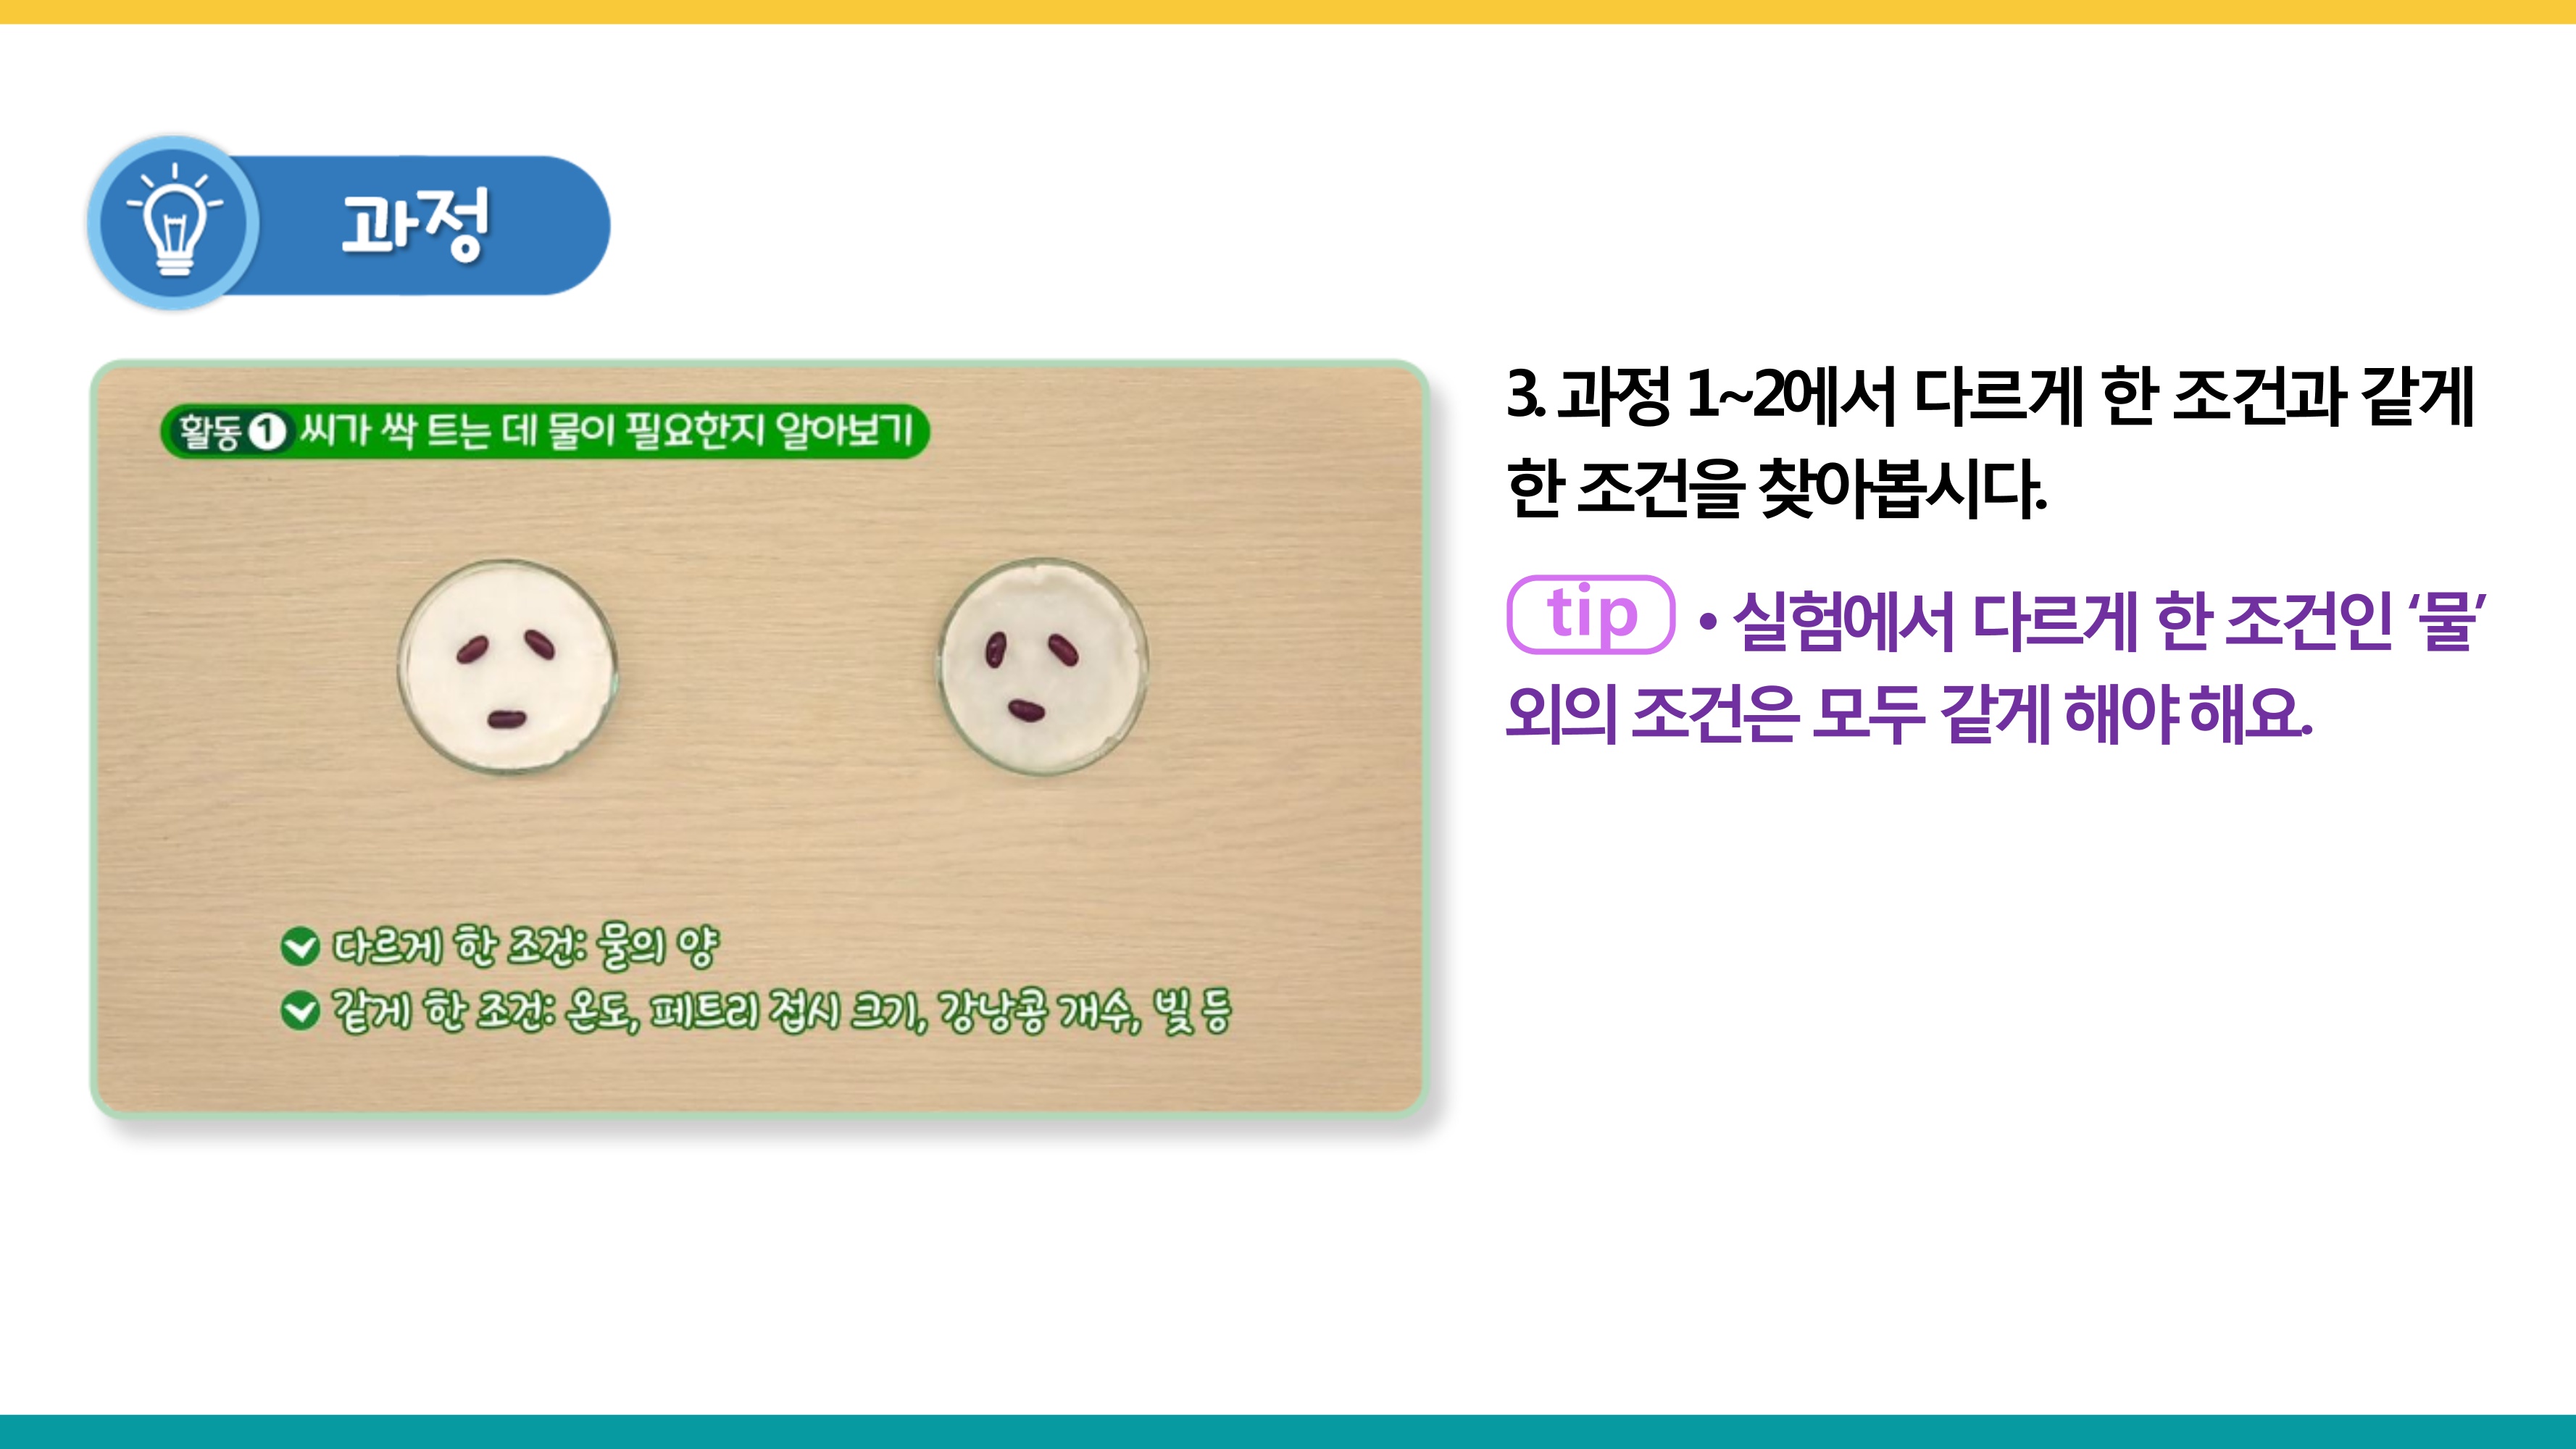 과정
활동 1 씨가 싹 트는 데 물이 필요한지 알아보기
다르게 한 조건: 물의 양
같게 한 조건: 온도, 페트리 접시 크기, 강낭콩 개수, 빛 등
3. 과정 1~2에서 다르게 한 조건과 같게
한 조건을 찾아봅시다.
tip • 실험에서 다르게 한 조건인 ‘물’
외의 조건은 모두 같게 해야 해요.